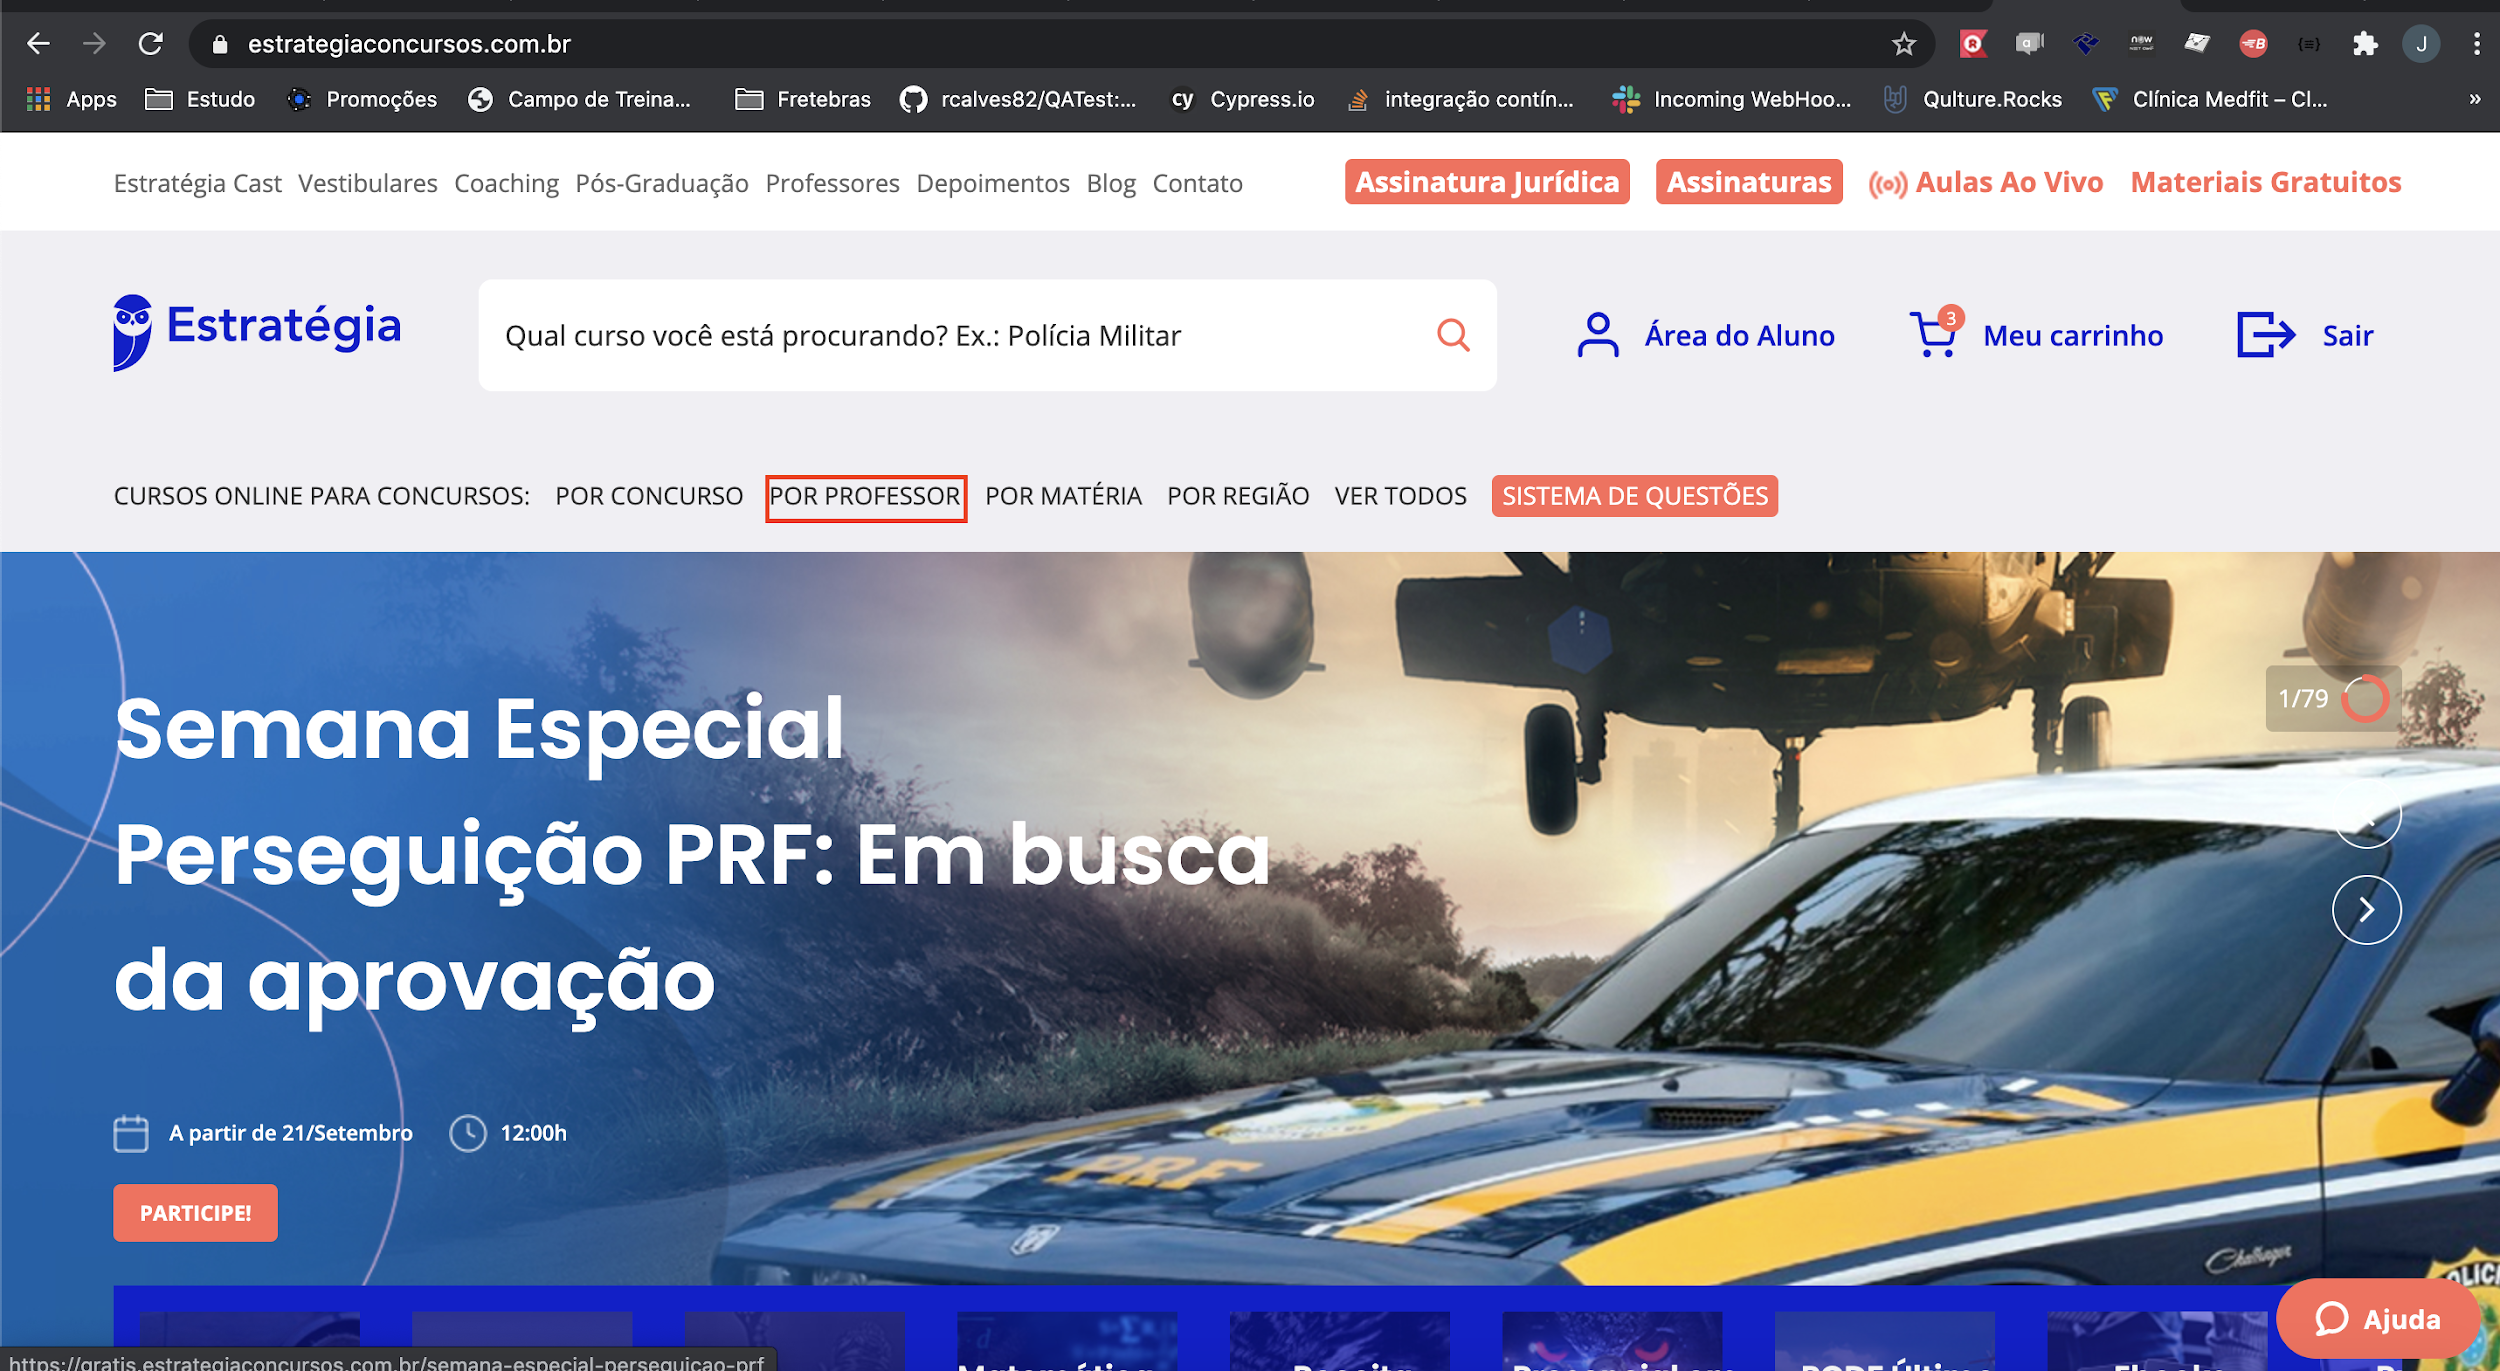 estrategiaconcursos.com.br
J
Apps Estudo Promoções Campo de Treina... Fretebras rcalves82/QATest:... cy Cypress.io integração contín... Incoming WebHoo... Qulture.Rocks Clínica Medfit – Cl... »
Estratégia Cast Vestibulares Coaching Pós-Graduação Professores Depoimentos Blog Contato Assinatura Jurídica Assinaturas Aulas Ao Vivo Materiais Gratuitos
Estratégia Qual curso você está procurando? Ex.: Polícia Militar Área do Aluno 3 Meu carrinho Sair
CURSOS ONLINE PARA CONCURSOS: POR CONCURSO POR PROFESSOR POR MATÉRIA POR REGIÃO VER TODOS SISTEMA DE QUESTÕES
1/79
Semana Especial
Perseguição PRF: Em busca
da aprovação
A partir de 21/Setembro 12:00h
PRF
PARTICIPE!
Challenger
Ajuda
https://gratis.estrategiaconcursos.com.br/semana-especial-perseguicao-prf